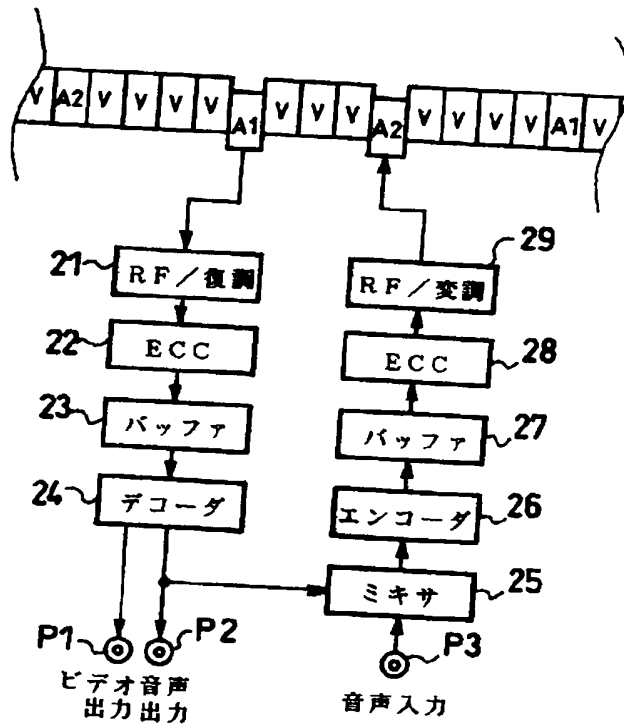 V A2 V V V V A1 V V V A2 V V V V A1 V
21 RF/復調
29 RF/変調
22 ECC
ECC 28
23 バッファ
バッファ 27
24 デコーダ
エンコーダ 26
ミキサ 25
P1 P2 P3
ビデオ 音声
出力 出力
音声入力